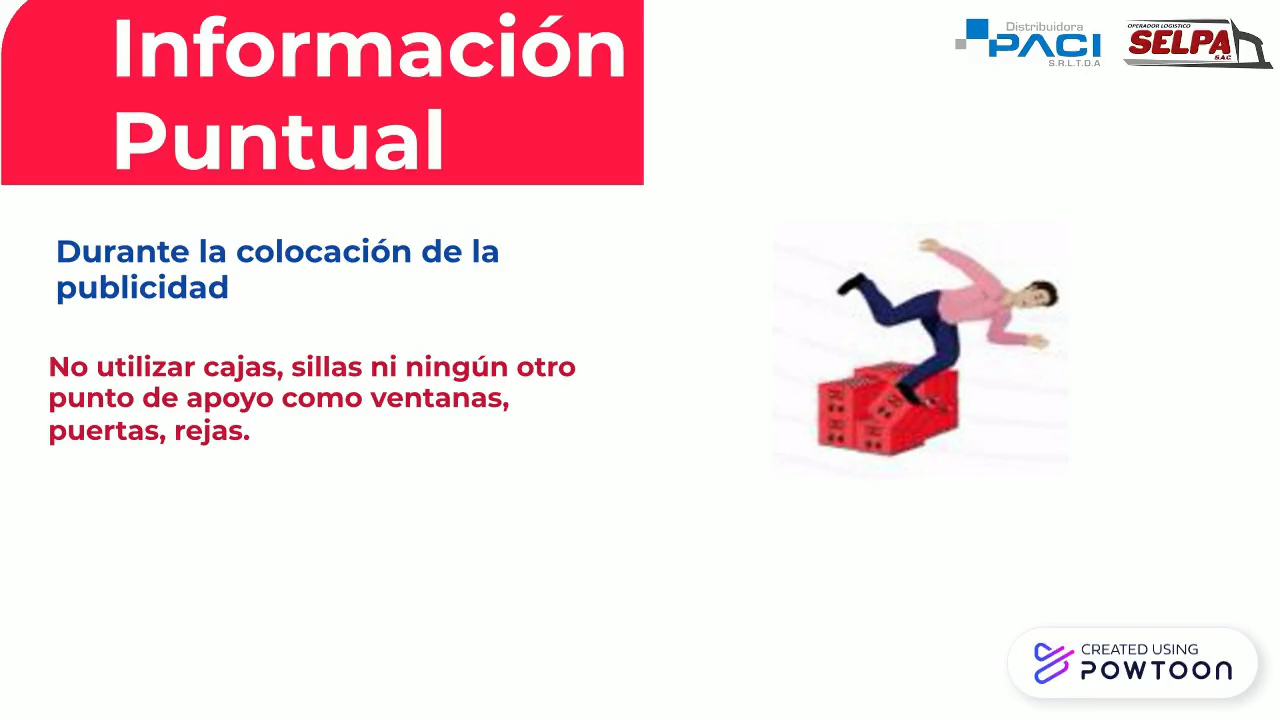 Información
Puntual
Distribuidora
PACI
S.R.L.T.D.A
OPERADOR LOGISTICO
SELPA
S.A.C
Durante la colocación de la
publicidad
No utilizar cajas, sillas ni ningún otro
punto de apoyo como ventanas,
puertas, rejas.
CREATED USING
POWTOON